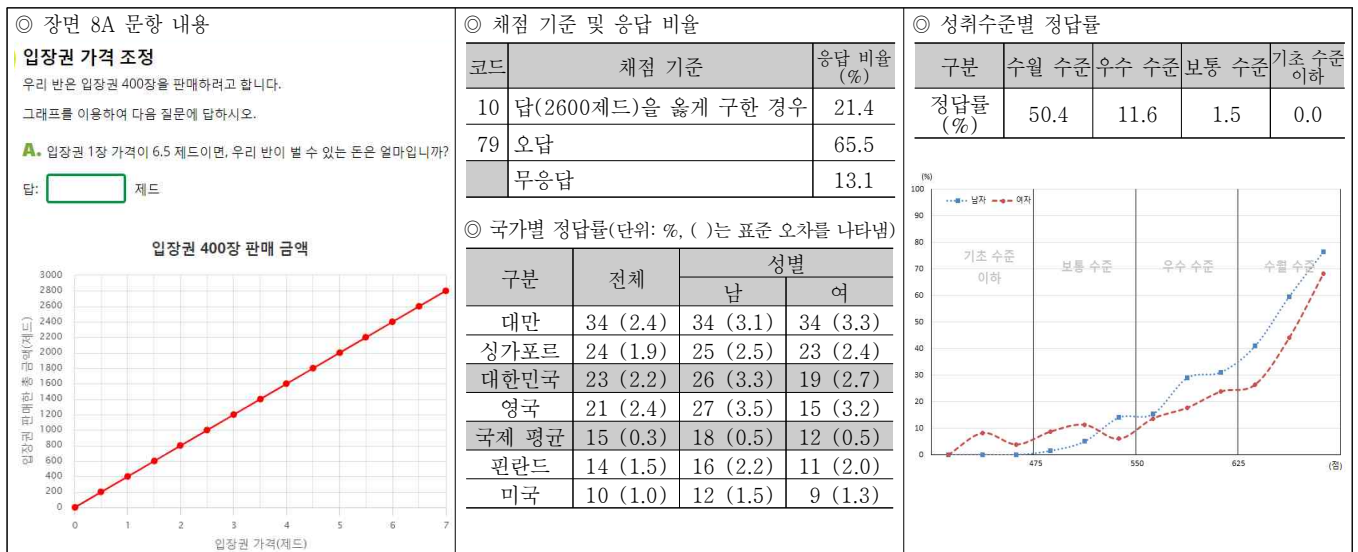 ◎ 장면 8A 문항 내용
입장권 가격 조정
우리 반은 입장권 400장을 판매하려고 합니다.
그래프를 이용하여 다음 질문에 답하시오.
A. 입장권 1장 가격이 6.5 제드이면, 우리 반이 벌 수 있는 돈은 얼마입니까?
답: 제드
입장권 400장 판매 금액
입장권 판매한 총 금액(제드)
3000
2800
2600
2400
2200
2000
1800
1600
1400
1200
1000
800
600
400
200
0
0 1 2 3 4 5 6 7
입장권 가격(제드)
◎ 채점 기준 및 응답 비율
코드 채점 기준 응답 비율
(%)
10 답(2600제드)을 옳게 구한 경우 21.4
79 오답 65.5
무응답 13.1
◎ 국가별 정답률(단위: %, ( )는 표준 오차를 나타냄)
구분 전체 성별
남 여
대만 34 (2.4) 34 (3.1) 34 (3.3)
싱가포르 24 (1.9) 25 (2.5) 23 (2.4)
대한민국 23 (2.2) 26 (3.3) 19 (2.7)
영국 21 (2.4) 27 (3.5) 15 (3.2)
국제 평균 15 (0.3) 18 (0.5) 12 (0.5)
핀란드 14 (1.5) 16 (2.2) 11 (2.0)
미국 10 (1.0) 12 (1.5) 9 (1.3)
◎ 성취수준별 정답률
구분 수월 수준 우수 수준 보통 수준 기초 수준
이하
정답률
(%) 50.4 11.6 1.5 0.0
(%)
남자 여자
100
90
80
70
60
50
40
30
20
10
0
기초 수준
이하
보통 수준 우수 수준 수월 수준
475 550 625 (점)